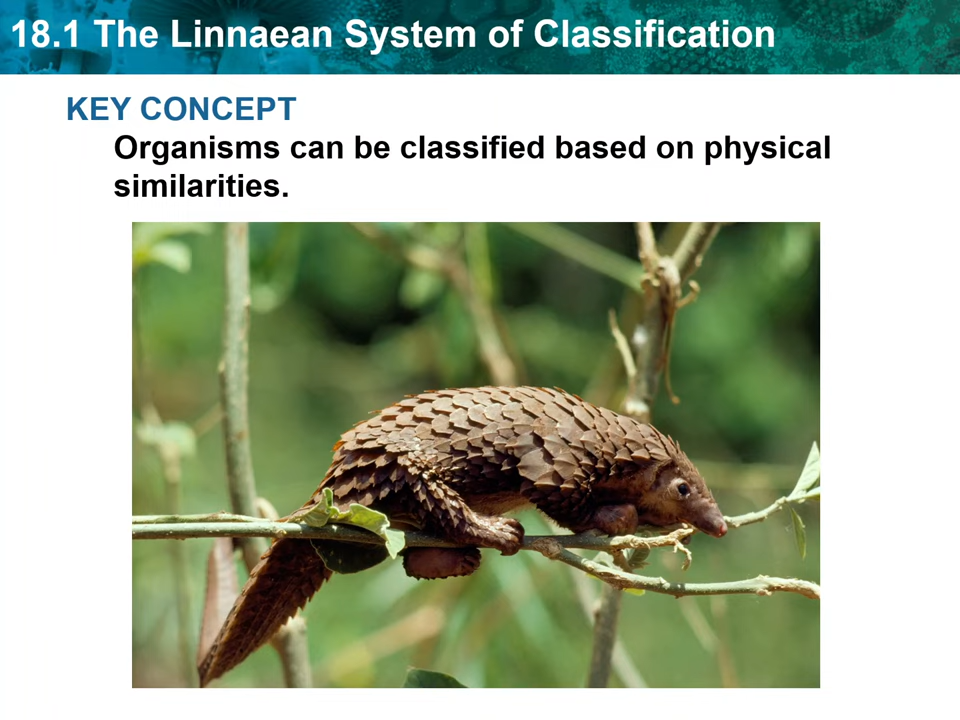 18.1 The Linnaean System of Classification
KEY CONCEPT
Organisms can be classified based on physical
similarities.